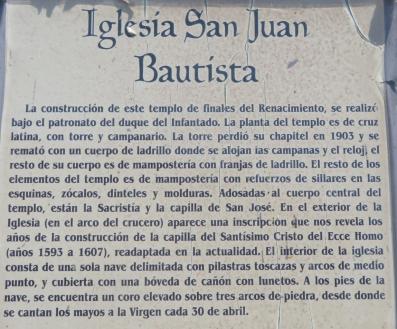 Iglesia San Juan
Bautista
La construcción de este templo de finales del Renacimiento, se realizó
bajo el patronato del duque del Infantado. La planta del templo es de cruz
latina, con torre y campanario. La torre perdió su chapitel en 1903 y se
remató con un cuerpo de ladrillo donde se alojan las campanas y el reloj, el
resto de su cuerpo es de mampostería con franjas de ladrillo. El resto de los
elementos del templo es de mampostería con refuerzos de sillares en las
esquinas, zócalos, dinteles y molduras. Adosadas al cuerpo central del
templo, están la Sacristía y la capilla de San José. En el exterior de la
Iglesia (en el arco del crucero) aparece una inscripción que nos revela los
años de la construcción de la capilla del Santísimo Cristo del Ecce Homo
(años 1593 a 1607), readaptada en la actualidad. El interior de la iglesia
consta de una sola nave delimitada con pilastras toscazas y arcos de medio
punto, y cubierta con una bóveda de cañón con lunetos. A los pies de la
nave, se encuentra un coro elevado sobre tres arcos de piedra, desde donde
se cantan los mayos a la Virgen cada 30 de abril.